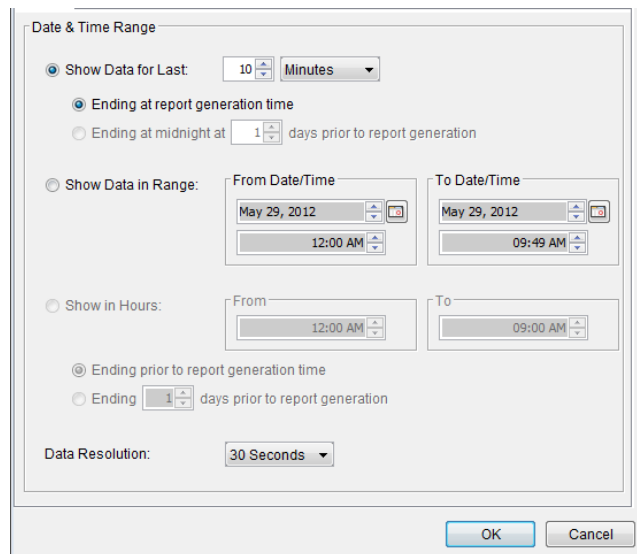 Date & Time Range
Show Data for Last: 10 Minutes
Ending at report generation time
Ending at midnight at 1 days prior to report generation
From Date/Time To Date/Time
Show Data in Range:
May 29, 2012 May 29, 2012
12:00 AM 09:49 AM
From To
Show in Hours:
12:00 AM 09:00 AM
Ending prior to report generation time
Ending 1 days prior to report generation
Data Resolution: 30 Seconds
OK Cancel